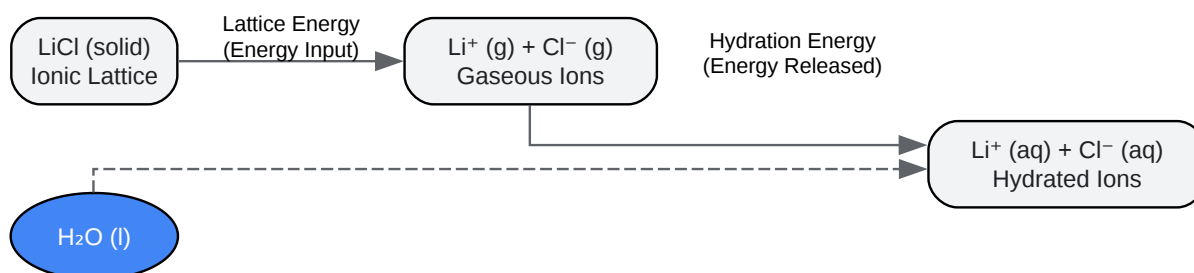 LiCl (solid)
Ionic Lattice
Lattice Energy
(Energy Input)
Li⁺ (g) + Cl⁻ (g)
Gaseous Ions
Hydration Energy
(Energy Released)
Li⁺ (aq) + Cl⁻ (aq)
Hydrated Ions
H₂O (l)